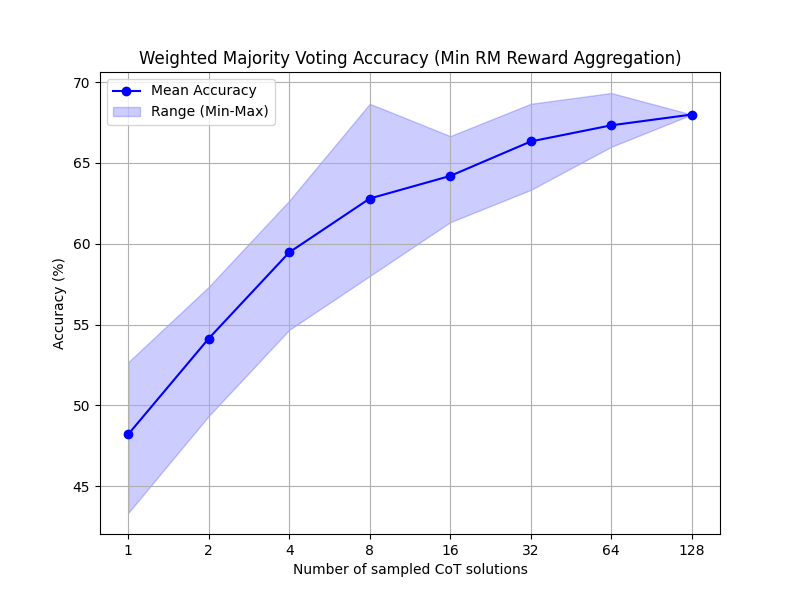 Weighted Majority Voting Accuracy (Min RM Reward Aggregation)
Mean Accuracy
Range (Min-Max)
70
65
60
55
50
45
Accuracy (%)
1 2 4 8 16 32 64 128
Number of sampled CoT solutions